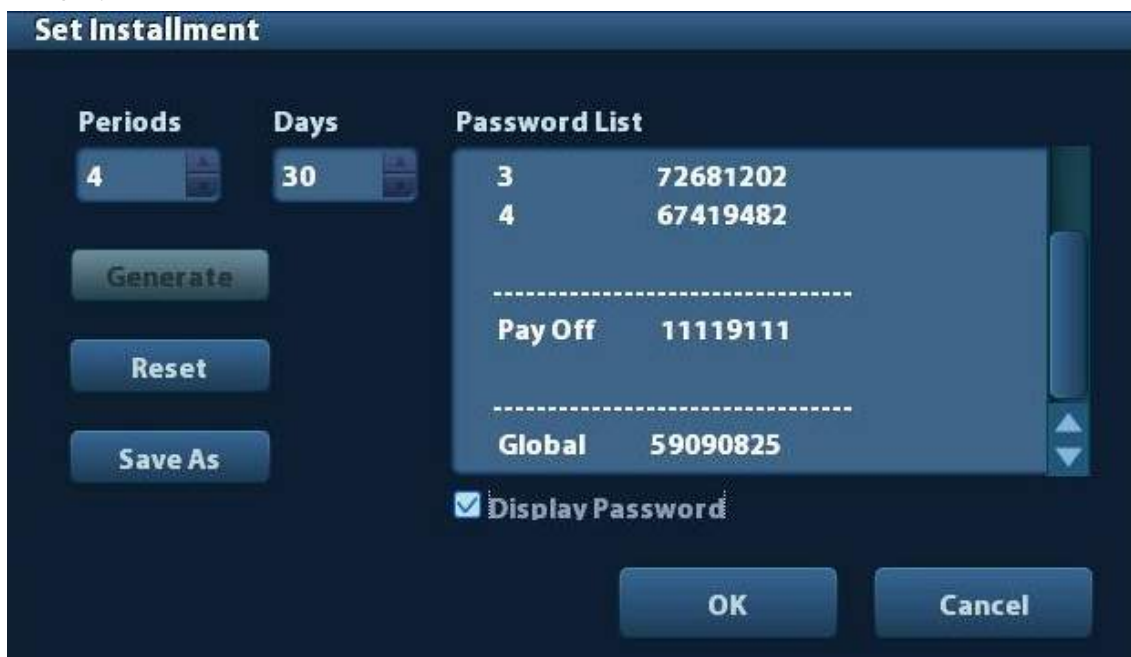 Set Installment
Periods Days Password List
4 30
3 72681202
4 67419482
Generate
--------------------------------
Pay Off 11119111
Reset
--------------------------------
Global 59090825
Save As
Display Password
OK Cancel